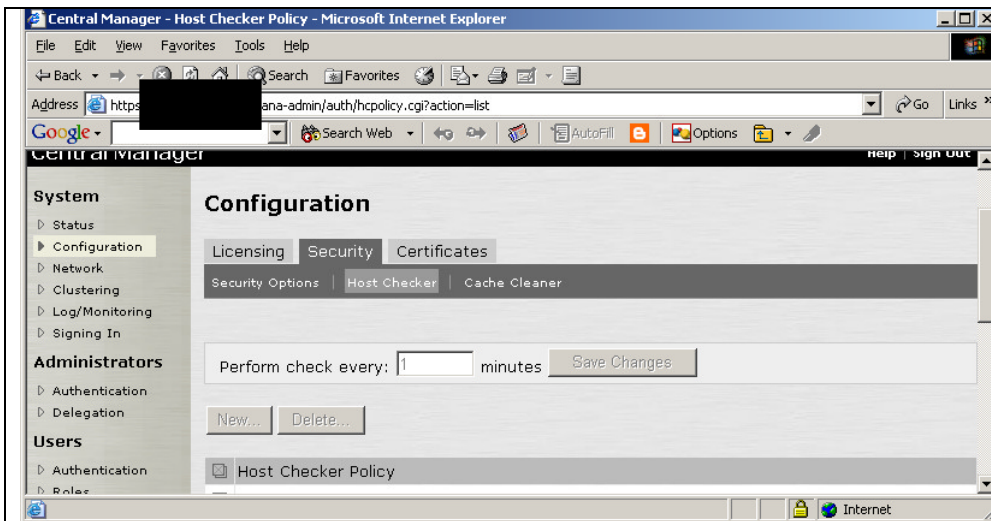 Central Manager - Host Checker Policy - Microsoft Internet Explorer
File Edit View Favorites Tools Help
Back Search Favorites
Address https ana-admin/auth/hcpolicy.cgi?action=list Go Links »
Google Search Web AutoFill Options
Central Manager Help | Sign Out
System
Status
Configuration
Network
Clustering
Log/Monitoring
Signing In
Administrators
Authentication
Delegation
Users
Authentication
Roles
Configuration
Licensing Security Certificates
Security Options | Host Checker | Cache Cleaner
Perform check every: 1 minutes Save Changes
New... Delete...
Host Checker Policy
Internet